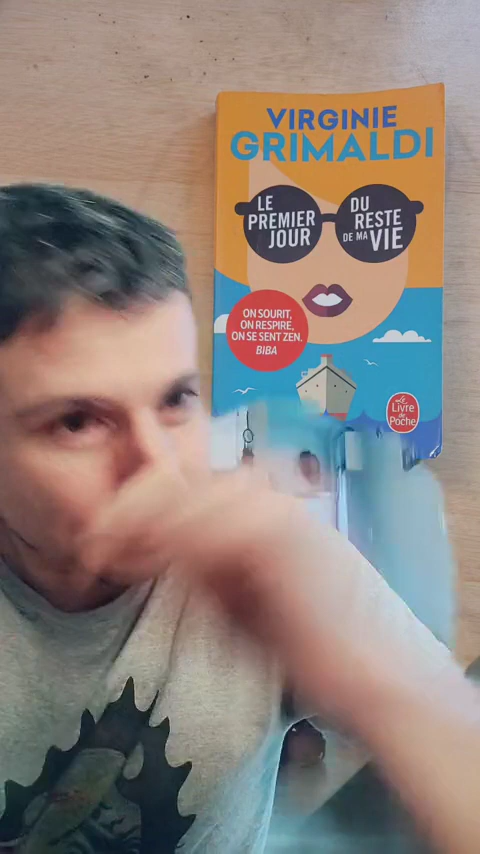 VIRGINIE
GRIMALDI
LE
PREMIER
JOUR
DU
RESTE
DE MA VIE
ON SOURIT,
ON RESPIRE,
ON SE SENT ZEN.
BIBA
Le
Livre
de
Poche